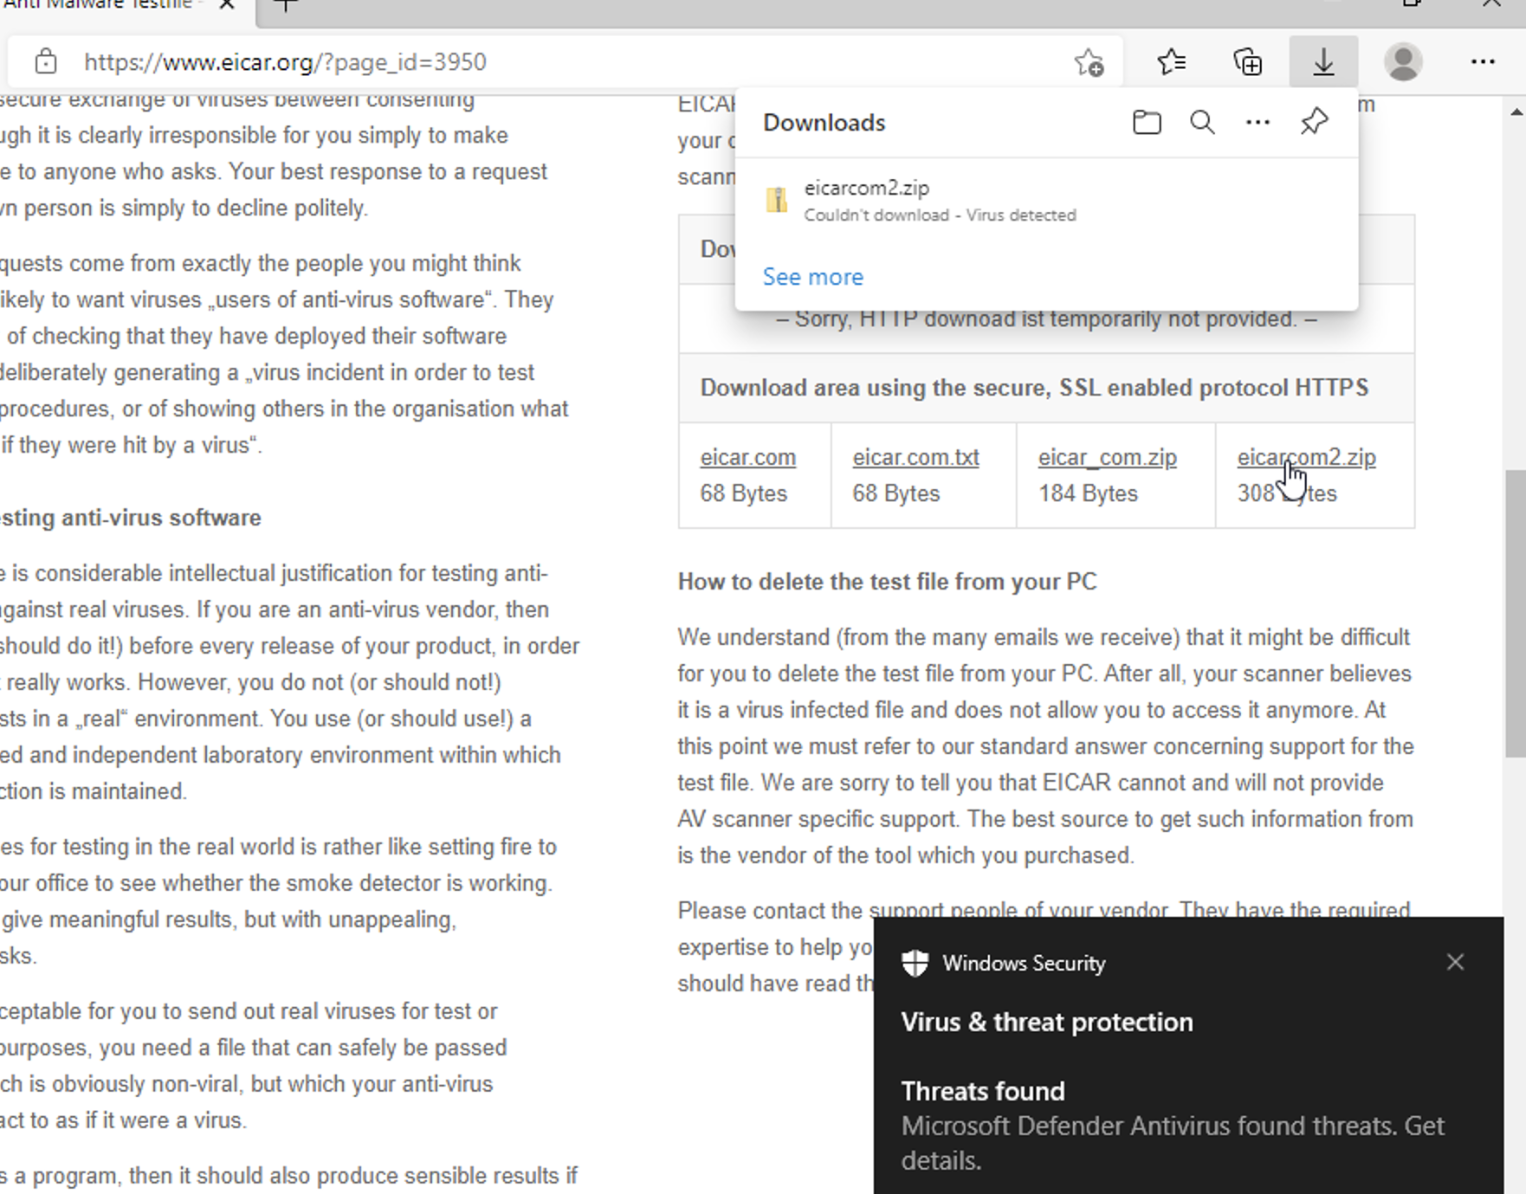 Anti Malware Testfile -
https://www.eicar.org/?page_id=3950
secure exchange of viruses between consenting
ugh it is clearly irresponsible for you simply to make
e to anyone who asks. Your best response to a request
vn person is simply to decline politely.
quests come from exactly the people you might think
ikely to want viruses „users of anti-virus software“. They
of checking that they have deployed their software
deliberately generating a „virus incident in order to test
procedures, or of showing others in the organisation what
if they were hit by a virus“.
esting anti-virus software
e is considerable intellectual justification for testing anti-
against real viruses. If you are an anti-virus vendor, then
should do it!) before every release of your product, in order
t really works. However, you do not (or should not!)
sts in a „real“ environment. You use (or should use!) a
ed and independent laboratory environment within which
ction is maintained.
es for testing in the real world is rather like setting fire to
our office to see whether the smoke detector is working.
give meaningful results, but with unappealing,
sks.
ceptable for you to send out real viruses for test or
purposes, you need a file that can safely be passed
ch is obviously non-viral, but which your anti-virus
act to as if it were a virus.
s a program, then it should also produce sensible results if
EICAR
m
your c
scann
Downloads
eicarcom2.zip
Couldn't download - Virus detected
See more
Dow
– Sorry, HTTP downoad ist temporarily not provided. –
Download area using the secure, SSL enabled protocol HTTPS
eicar.com
68 Bytes
eicar.com.txt
68 Bytes
eicar_com.zip
184 Bytes
eicarcom2.zip
308 Bytes
How to delete the test file from your PC
We understand (from the many emails we receive) that it might be difficult
for you to delete the test file from your PC. After all, your scanner believes
it is a virus infected file and does not allow you to access it anymore. At
this point we must refer to our standard answer concerning support for the
test file. We are sorry to tell you that EICAR cannot and will not provide
AV scanner specific support. The best source to get such information from
is the vendor of the tool which you purchased.
Please contact the support people of your vendor. They have the required
expertise to help yo
should have read th
Windows Security
Virus & threat protection
Threats found
Microsoft Defender Antivirus found threats. Get
details.